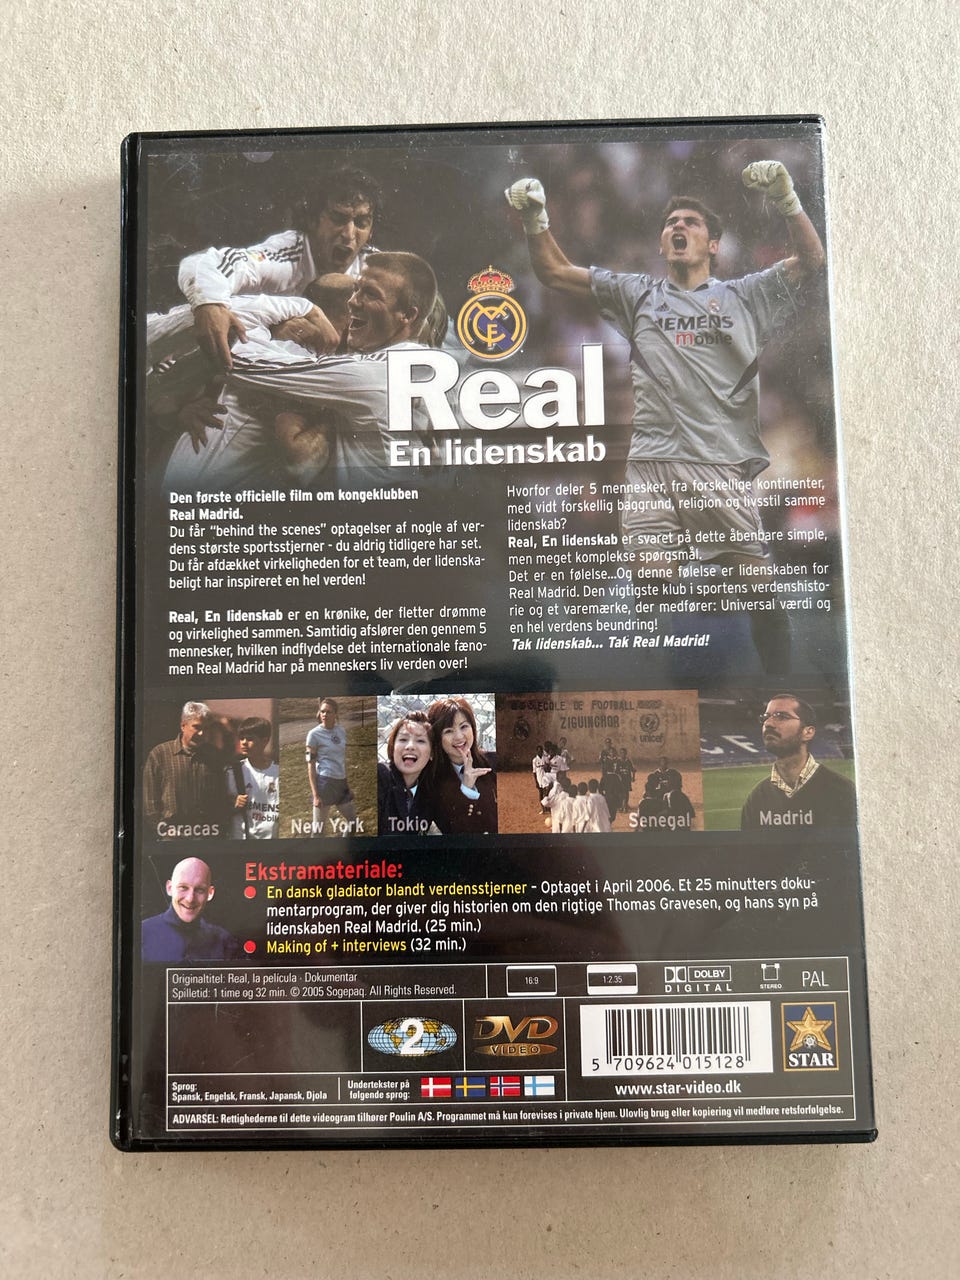 SIEMENS
mobile
Real
En lidenskab
Den første officielle film om kongeklubben
Real Madrid.
Du får "behind the scenes" optagelser af nogle af ver-
dens største sportsstjerner - du aldrig tidligere har set.
Du får afdækket virkeligheden for et team, der lidenska-
beligt har inspireret en hel verden!
Real, En lidenskab er en krønike, der fletter drømme
og virkelighed sammen. Samtidig afslører den gennem 5
mennesker, hvilken indflydelse det internationale fæno-
men Real Madrid har på menneskers liv verden over!
Hvorfor deler 5 mennesker, fra forskellige kontinenter,
med vidt forskellig baggrund, religion og livsstil samme
lidenskab?
Real, En lidenskab er svaret på dette åbenbare simple,
men meget komplekse spørgsmål.
Det er en følelse...Og denne følelse er lidenskaben for
Real Madrid. Den vigtigste klub i sportens verdenshisto-
rie og et varemærke, der medfører: Universal værdi og
en hel verdens beundring!
Tak lidenskab... Tak Real Madrid!
ECOLE DE FOOTBALL
ZIGUINCHOR
unicef
Caracas
New York
Tokio
Senegal
Madrid
Ekstramateriale:
En dansk gladiator blandt verdensstjerner - Optaget i April 2006. Et 25 minutters doku-
mentarprogram, der giver dig historien om den rigtige Thomas Gravesen, og hans syn på
lidenskaben Real Madrid. (25 min.)
Making of + interviews (32 min.)
Originaltitel: Real, la película · Dokumentar
Spilletid: 1 time og 32 min. © 2005 Sogepaq. All Rights Reserved.
16:9
1:2.35
DOLBY
DIGITAL
STEREO
PAL
2
DVD
VIDEO
5 709624 015128
STAR
www.star-video.dk
Sprog:
Spansk, Engelsk, Fransk, Japansk, Djola
Undertekster på
følgende sprog:
ADVARSEL: Rettighederne til dette videogram tilhører Poulin A/S. Programmet må kun forevises i private hjem. Ulovlig brug eller kopiering vil medføre retsforfølgelse.